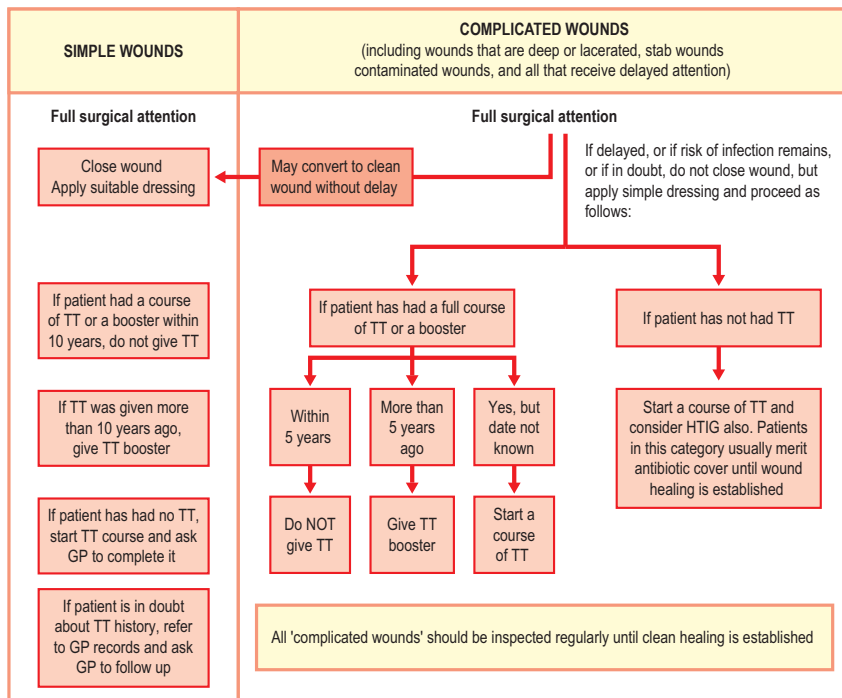 SIMPLE WOUNDS
COMPLICATED WOUNDS
(including wounds that are deep or lacerated, stab wounds
contaminated wounds, and all that receive delayed attention)
Full surgical attention
Close wound
Apply suitable dressing
If patient had a course
of TT or a booster within
10 years, do not give TT
If TT was given more
than 10 years ago,
give TT booster
If patient has had no TT,
start TT course and ask
GP to complete it
If patient is in doubt
about TT history, refer
to GP records and ask
GP to follow up
Full surgical attention
May convert to clean
wound without delay
If delayed, or if risk of infection remains,
or if in doubt, do not close wound, but
apply simple dressing and proceed as
follows:
If patient has had a full course
of TT or a booster
Within
5 years
More than
5 years
ago
Yes, but
date not
known
Do NOT
give TT
Give TT
booster
Start a
course
of TT
If patient has not had TT
Start a course of TT and
consider HTIG also. Patients
in this category usually merit
antibiotic cover until wound
healing is established
All 'complicated wounds' should be inspected regularly until clean healing is established